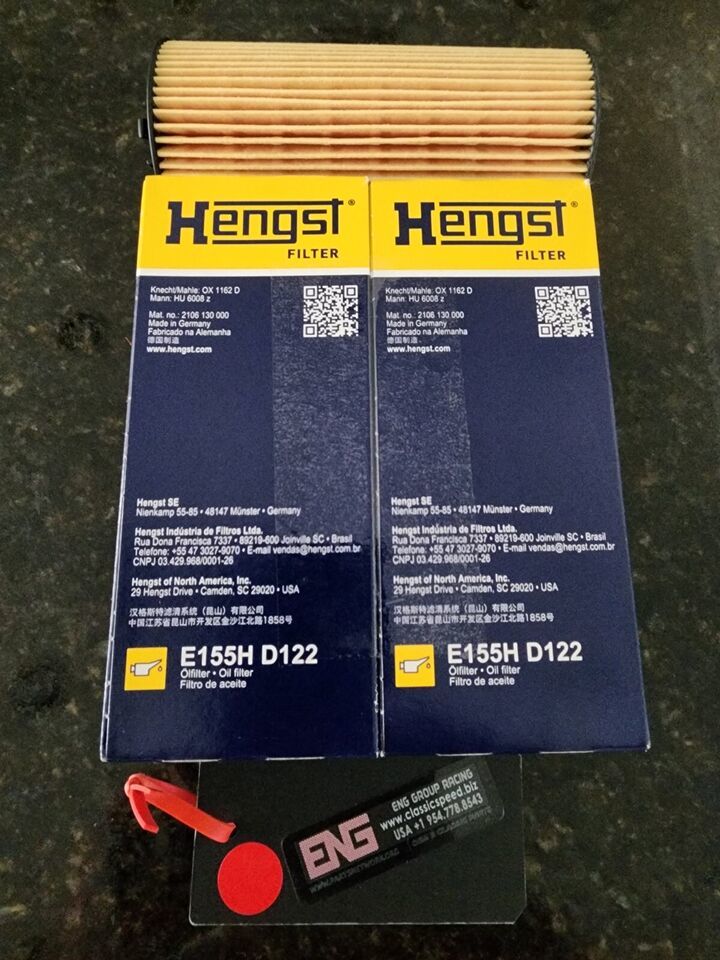 Hengst®
FILTER
Knecht/Mahle: OX 1162 D
Mann: HU 6008 z
Mat. no.: 2106 130 000
Made in Germany
Fabricado na Alemanha
德国制造
www.hengst.com
Hengst SE
Nienkamp 55-85 • 48147 Münster • Germany
Hengst Indústria de Filtros Ltda.
Rua Dona Francisca 7337 • 89219-600 Joinville SC • Brasil
Telefone: +55 47 3027-9070 • E-mail vendas@hengst.com.br
CNPJ 03.429.968/0001-26
Hengst of North America, Inc.
29 Hengst Drive • Camden, SC 29020 • USA
汉格斯特滤清系统（昆山）有限公司
中国江苏省昆山市开发区金沙江北路1858号
E155H D122
Ölfilter • Oil filter
Filtro de aceite
Hengst®
FILTER
Knecht/Mahle: OX 1162 D
Mann: HU 6008 z
Mat. no.: 2106 130 000
Made in Germany
Fabricado na Alemanha
德国制造
www.hengst.com
Hengst SE
Nienkamp 55-85 • 48147 Münster • Germany
Hengst Indústria de Filtros Ltda.
Rua Dona Francisca 7337 • 89219-600 Joinville SC • Brasil
Telefone: +55 47 3027-9070 • E-mail vendas@hengst.com.br
CNPJ 03.429.968/0001-26
Hengst of North America, Inc.
29 Hengst Drive • Camden, SC 29020 • USA
汉格斯特滤清系统（昆山）有限公司
中国江苏省昆山市开发区金沙江北路1858号
E155H D122
Ölfilter • Oil filter
Filtro de aceite
ENG
ENG GROUP RACING
www.classicspeed.biz
USA +1 954.778.8543
OEM & CLASSIC PARTS
WWW.PARTSNETWORK.ORG